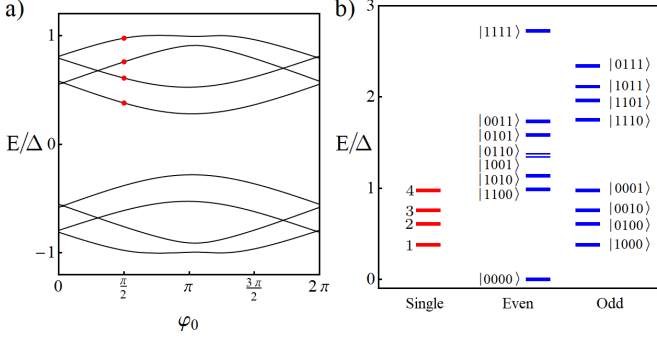 a)
1
E/Δ
0
−1
0
π/2
π
3π/2
2π
φ₀
b)
3
2
E/Δ
1
0
|1111⟩
|0011⟩
|0101⟩
|0110⟩
|1001⟩
|1010⟩
|1100⟩
|0000⟩
4
3
2
1
|0111⟩
|1011⟩
|1101⟩
|1110⟩
|0001⟩
|0010⟩
|0100⟩
|1000⟩
Single Even Odd